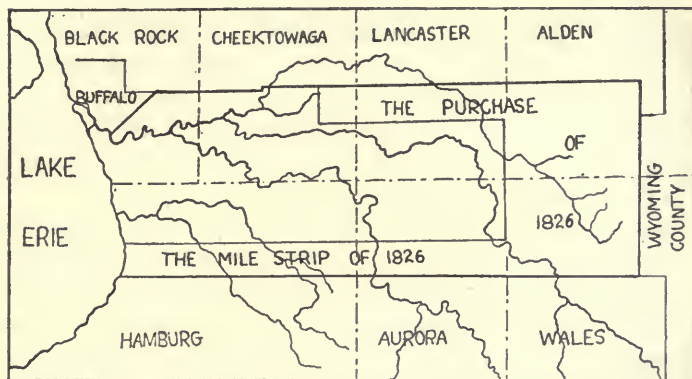 BLACK ROCK
CHEEKTOWAGA
LANCASTER
ALDEN
BUFFALO
THE PURCHASE
OF
1826
LAKE
ERIE
WYOMING
COUNTY
THE MILE STRIP OF 1826
HAMBURG
AURORA
WALES